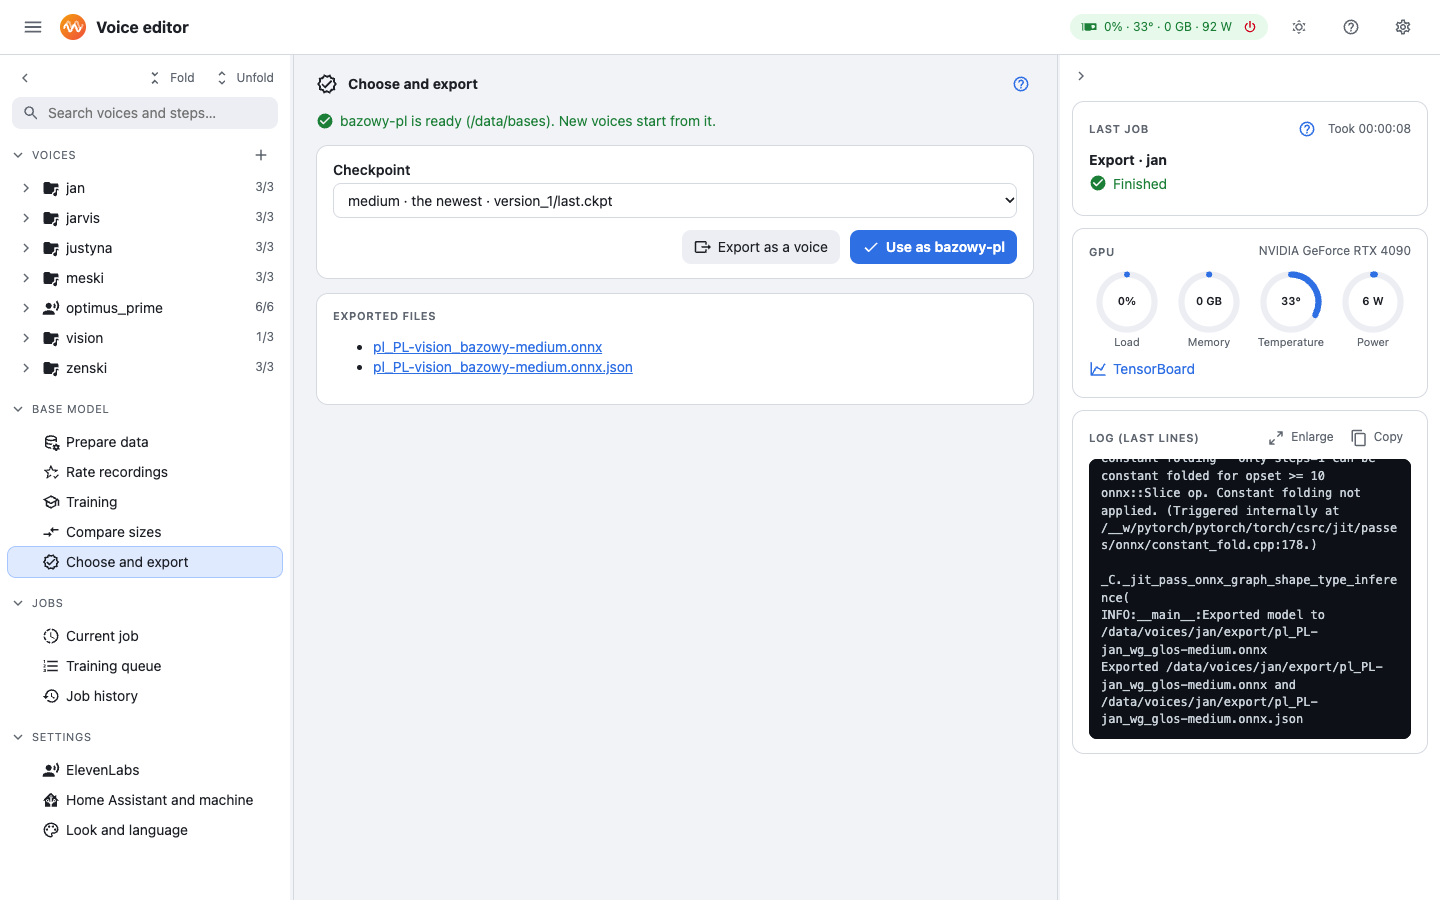 Voice editor
0% · 33° · 0 GB · 92 W
Fold
Unfold
Search voices and steps...
VOICES
jan
3/3
jarvis
3/3
justyna
3/3
meski
3/3
optimus_prime
6/6
vision
1/3
zenski
3/3
BASE MODEL
Prepare data
Rate recordings
Training
Compare sizes
Choose and export
JOBS
Current job
Training queue
Job history
SETTINGS
ElevenLabs
Home Assistant and machine
Look and language
Choose and export
bazowy-pl is ready (/data/bases). New voices start from it.
Checkpoint
medium · the newest · version_1/last.ckpt
Export as a voice
Use as bazowy-pl
EXPORTED FILES
pl_PL-vision_bazowy-medium.onnx
pl_PL-vision_bazowy-medium.onnx.json
LAST JOB
Took 00:00:08
Export · jan
Finished
GPU
NVIDIA GeForce RTX 4090
0%
0 GB
33°
6 W
Load
Memory
Temperature
Power
TensorBoard
LOG (LAST LINES)
Enlarge
Copy
constant folding - only steps=1 can be
constant folded for opset >= 10
onnx::Slice op. Constant folding not
applied. (Triggered internally at
/__w/pytorch/pytorch/torch/csrc/jit/passe
s/onnx/constant_fold.cpp:178.)
_C._jit_pass_onnx_graph_shape_type_infere
nce(
INFO:__main__:Exported model to
/data/voices/jan/export/pl_PL-
jan_wg_glos-medium.onnx
Exported /data/voices/jan/export/pl_PL-
jan_wg_glos-medium.onnx and
/data/voices/jan/export/pl_PL-
jan_wg_glos-medium.onnx.json